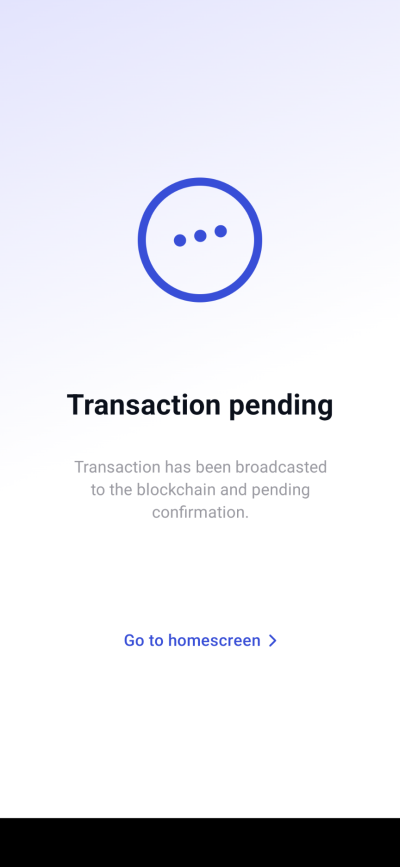 Transaction pending
Transaction has been broadcasted
to the blockchain and pending
confirmation.
Go to homescreen